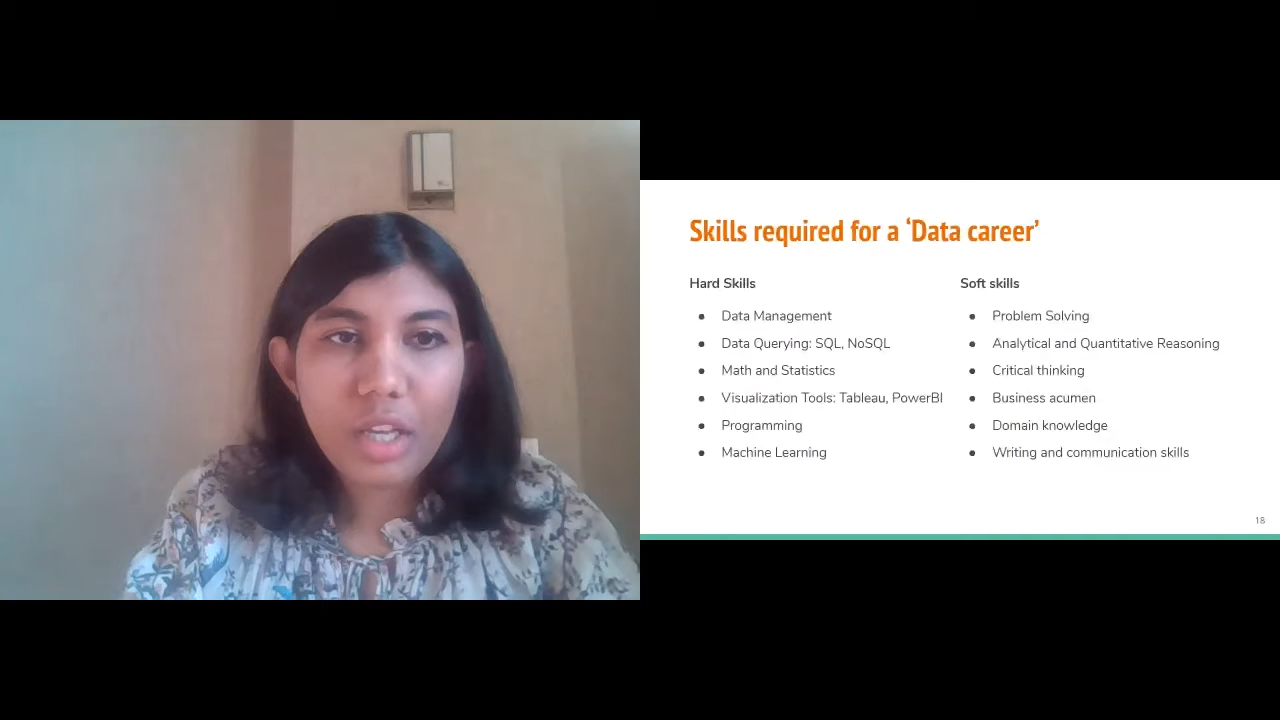 Skills required for a ‘Data career’
Hard Skills
● Data Management
● Data Querying: SQL, NoSQL
● Math and Statistics
● Visualization Tools: Tableau, PowerBI
● Programming
● Machine Learning
Soft skills
● Problem Solving
● Analytical and Quantitative Reasoning
● Critical thinking
● Business acumen
● Domain knowledge
● Writing and communication skills
18